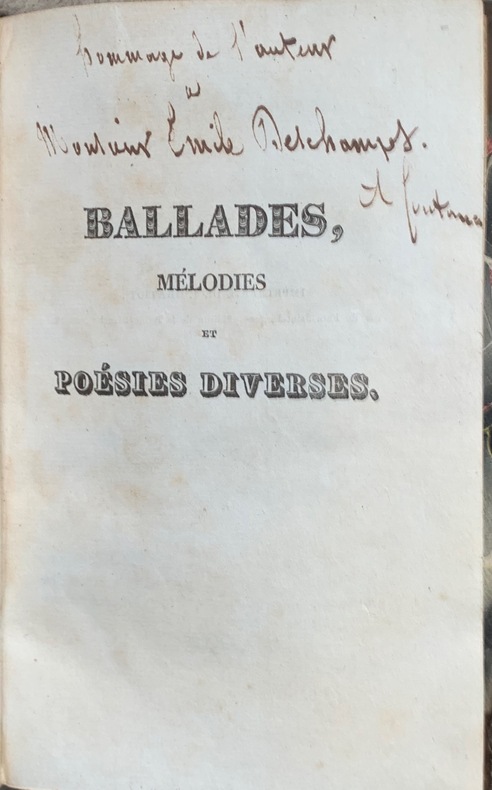 hommage de l'auteur
à
Monsieur Emile Deschamps.
A fontaney
BALLADES,
MÉLODIES
ET
POÉSIES DIVERSES.